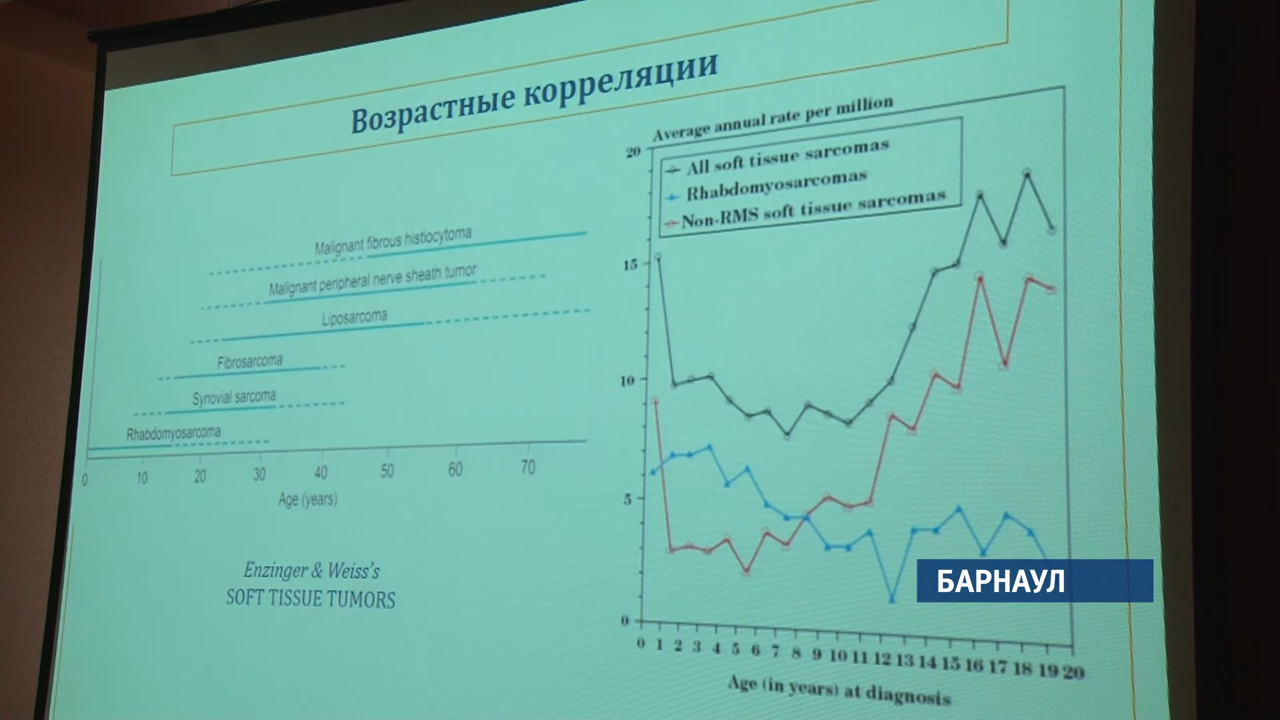 Возрастные корреляции
Malignant fibrous histiocytoma
Malignant peripheral nerve sheath tumor
Liposarcoma
Fibrosarcoma
Synovial sarcoma
Rhabdomyosarcoma
0 10 20 30 40 50 60 70
Age (years)
Enzinger & Weiss's
SOFT TISSUE TUMORS
Average annual rate per million
20
All soft tissue sarcomas
Rhabdomyosarcomas
Non-RMS soft tissue sarcomas
15
10
5
0
0 1 2 3 4 5 6 7 8 9 10 11 12 13 14 15 16 17 18 19 20
Age (in years) at diagnosis
БАРНАУЛ